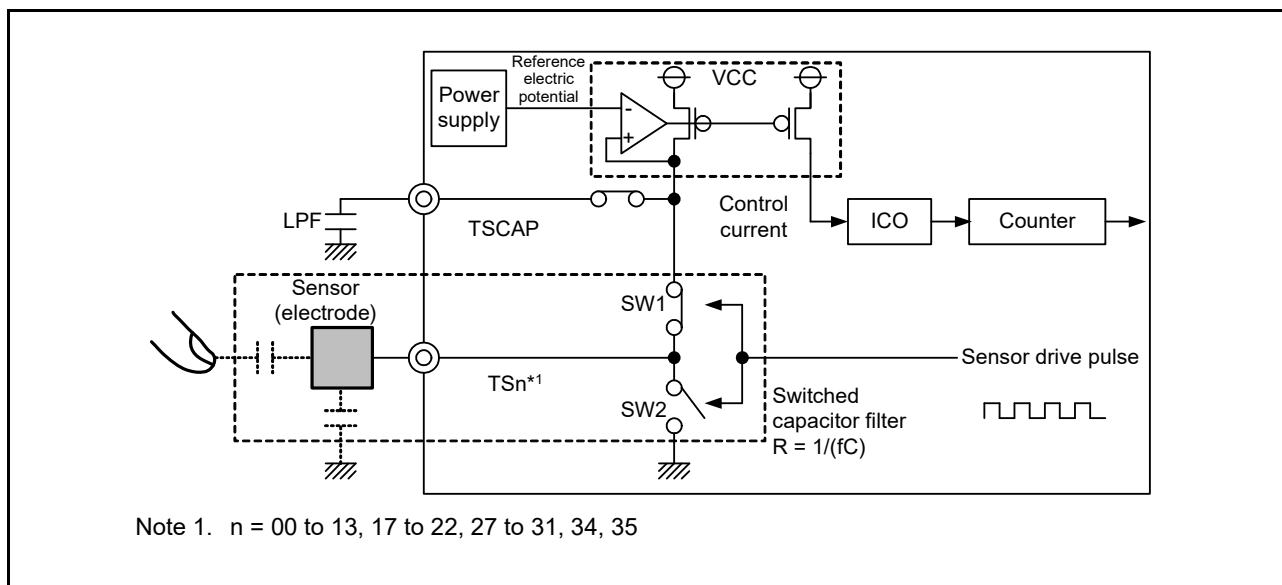 Reference
electric
potential
VCC
Power
supply
-
+
LPF
TSCAP
Control
current
ICO
Counter
Sensor
(electrode)
SW1
Sensor drive pulse
TSn*1
SW2
Switched
capacitor filter
R = 1/(fC)
Note 1. n = 00 to 13, 17 to 22, 27 to 31, 34, 35